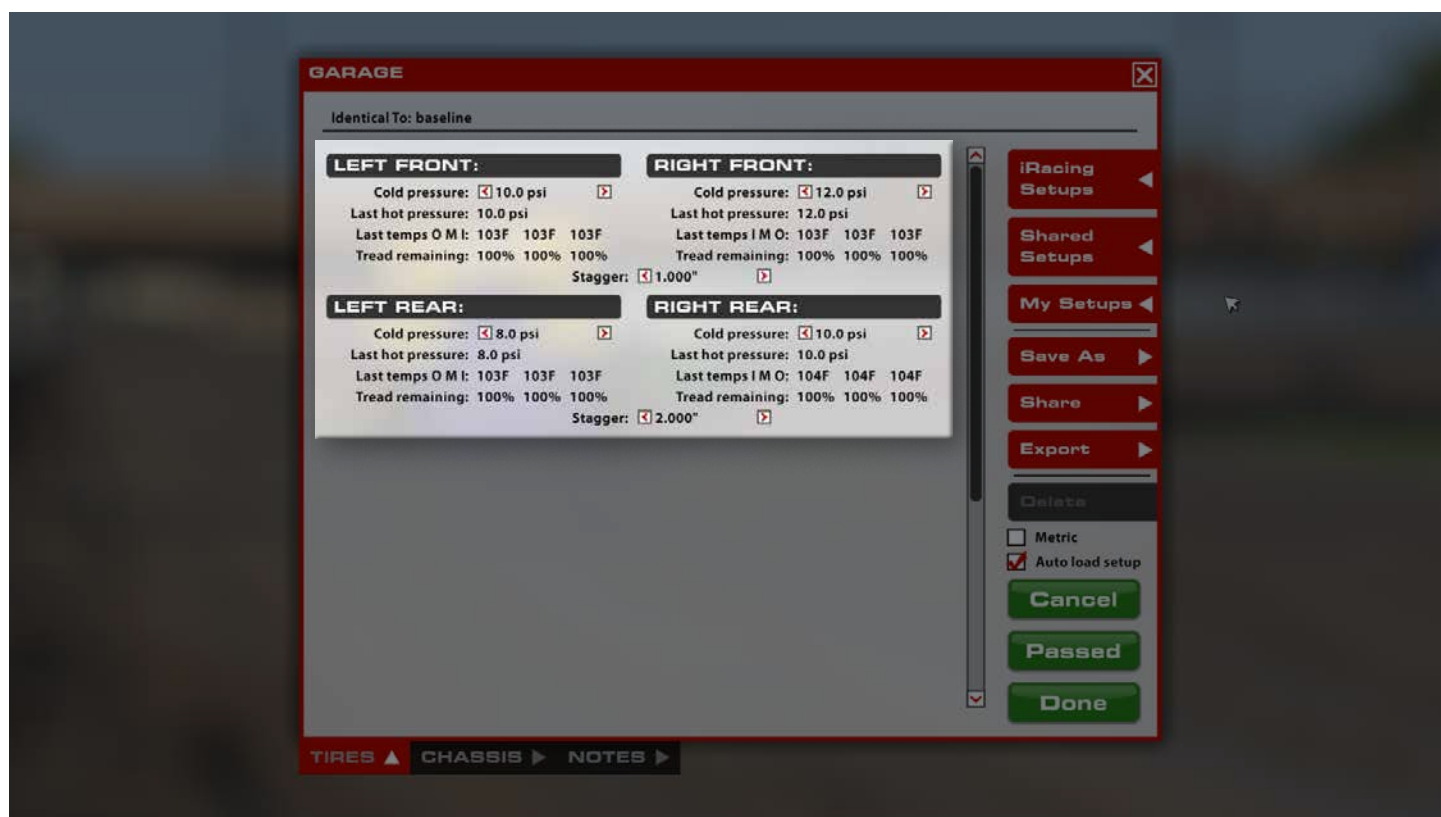 GARAGE
Identical To: baseline
LEFT FRONT:
Cold pressure: 10.0 psi
Last hot pressure: 10.0 psi
Last temps O M I: 103F 103F 103F
Tread remaining: 100% 100% 100%
RIGHT FRONT:
Cold pressure: 12.0 psi
Last hot pressure: 12.0 psi
Last temps I M O: 103F 103F 103F
Tread remaining: 100% 100% 100%
Stagger: 1.000"
LEFT REAR:
Cold pressure: 8.0 psi
Last hot pressure: 8.0 psi
Last temps O M I: 103F 103F 103F
Tread remaining: 100% 100% 100%
RIGHT REAR:
Cold pressure: 10.0 psi
Last hot pressure: 10.0 psi
Last temps I M O: 104F 104F 104F
Tread remaining: 100% 100% 100%
Stagger: 2.000"
iRacing
Setups
Shared
Setups
My Setups
Save As
Share
Export
Delete
Metric
Auto load setup
Cancel
Passed
Done
TIRES CHASSIS NOTES